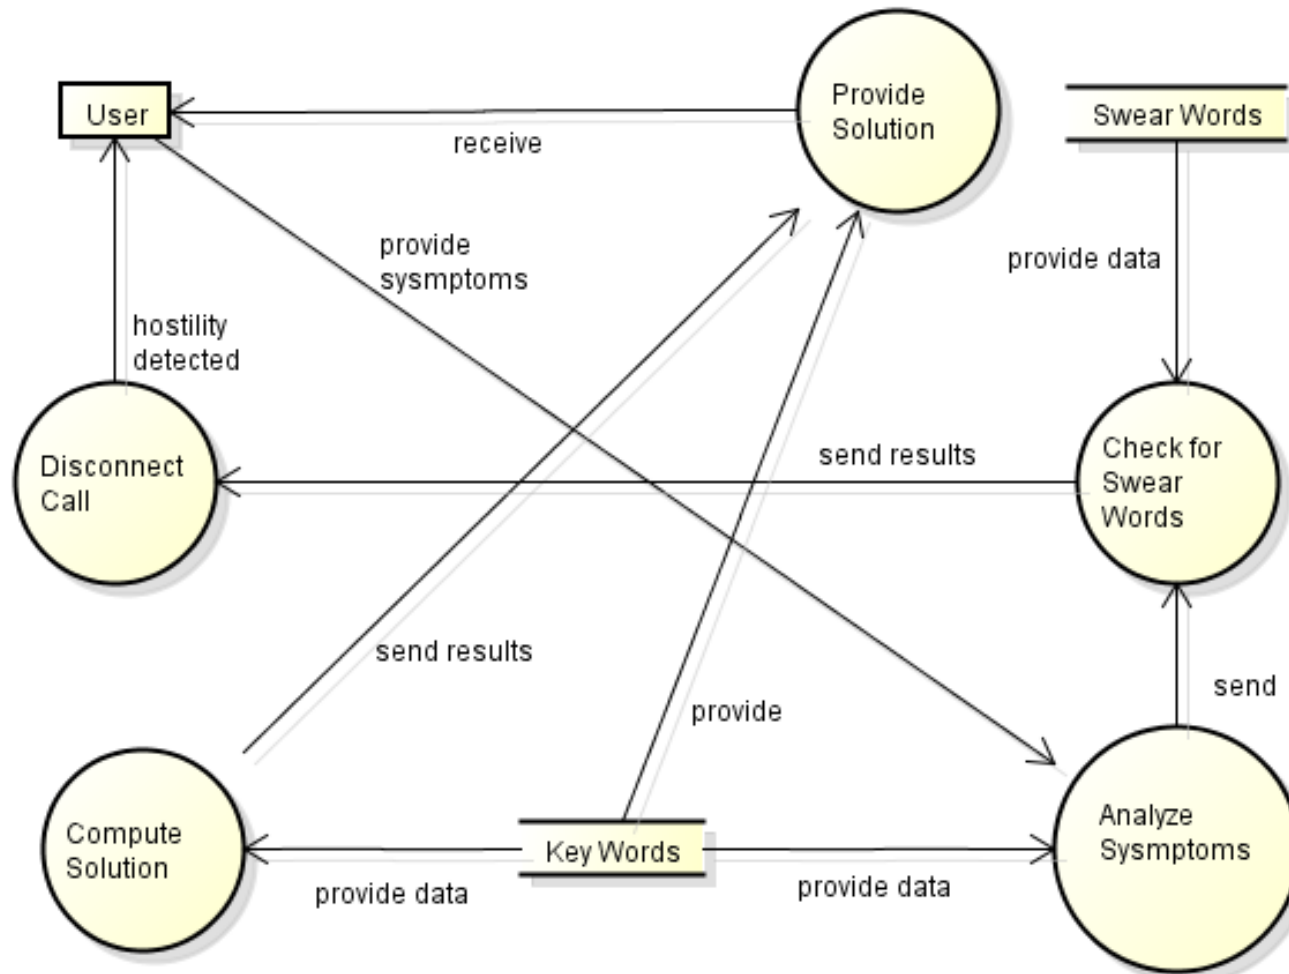 User
Provide
Solution
Swear Words
receive
provide
sysmptoms
provide data
hostility
detected
Disconnect
Call
send results
Check for
Swear
Words
send results
provide
send
Compute
Solution
Key Words
Analyze
Sysmptoms
provide data
provide data